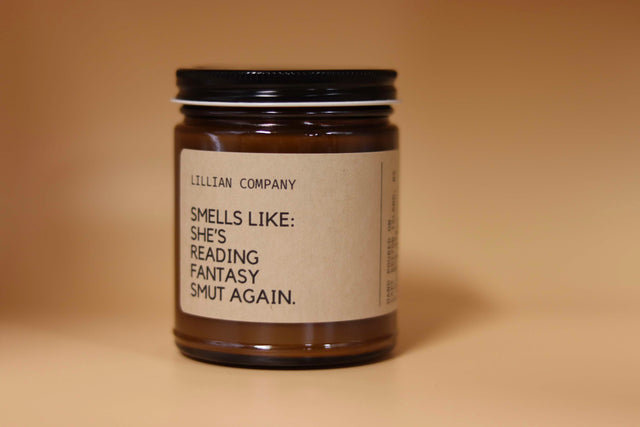 LILLIAN COMPANY
SMELLS LIKE:
SHE'S
READING
FANTASY
SMUT AGAIN.